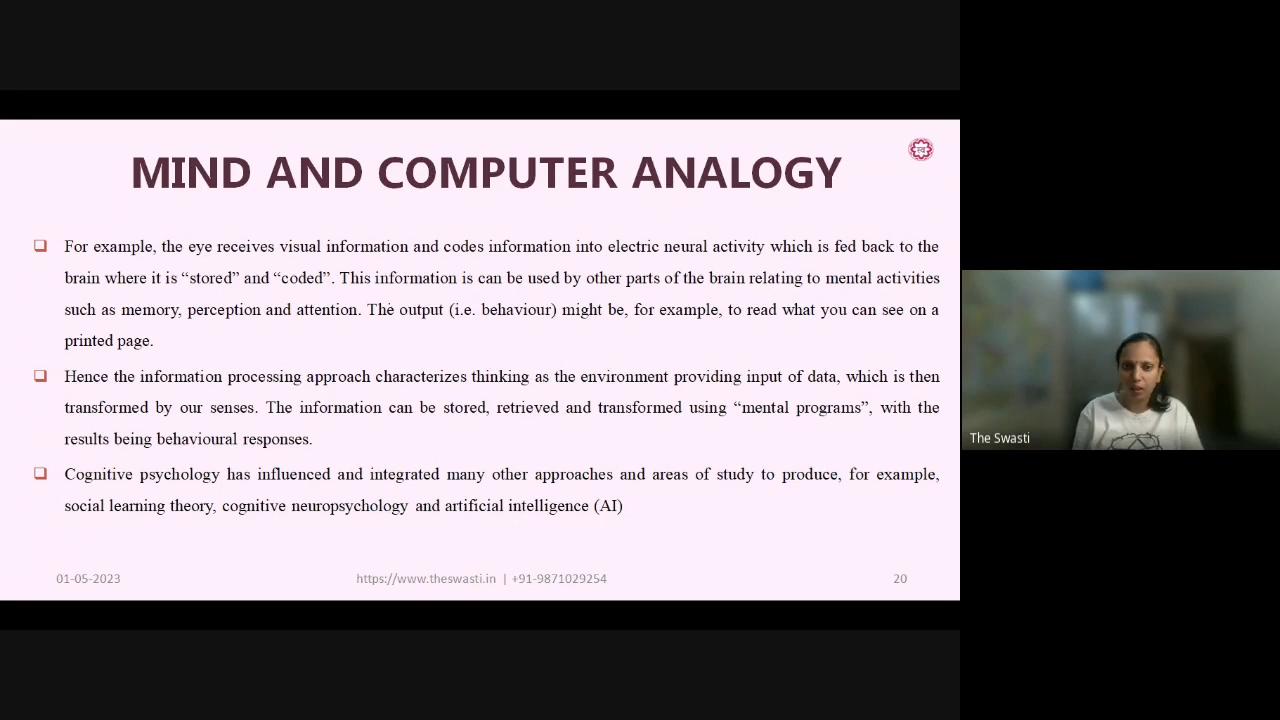 MIND AND COMPUTER ANALOGY
For example, the eye receives visual information and codes information into electric neural activity which is fed back to the
brain where it is “stored” and “coded”. This information is can be used by other parts of the brain relating to mental activities
such as memory, perception and attention. The output (i.e. behaviour) might be, for example, to read what you can see on a
printed page.
Hence the information processing approach characterizes thinking as the environment providing input of data, which is then
transformed by our senses. The information can be stored, retrieved and transformed using “mental programs”, with the
results being behavioural responses.
Cognitive psychology has influenced and integrated many other approaches and areas of study to produce, for example,
social learning theory, cognitive neuropsychology and artificial intelligence (AI)
01-05-2023
https://www.theswasti.in | +91-9871029254
20
The Swasti